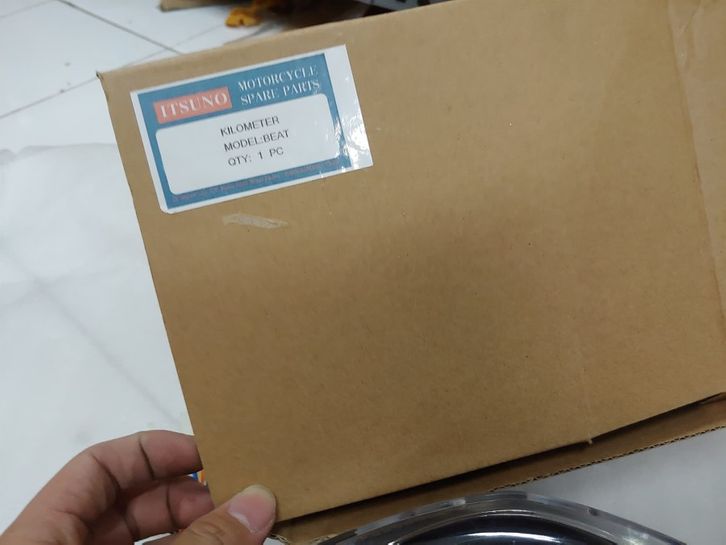 ITSUNO MOTORCYCLE SPARE PARTS
KILOMETER
MODEL:BEAT
QTY: 1 PC